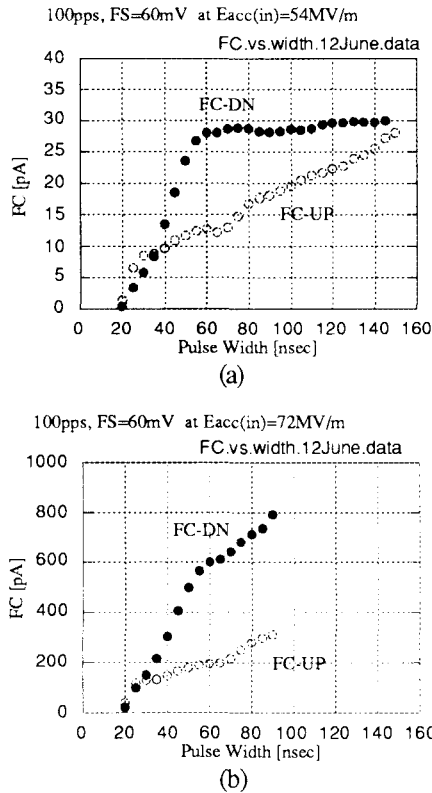 100pps, FS=60mV at Eacc(in)=54MV/m
FC.vs.width.12June.data
40
35
30
25
20
15
10
5
0
FC [pA]
FC-DN
FC-UP
0 20 40 60 80 100 120 140 160
Pulse Width [nsec]
(a)
100pps, FS=60mV at Eacc(in)=72MV/m
FC.vs.width.12June.data
1000
800
600
400
200
0
FC [pA]
FC-DN
FC-UP
0 20 40 60 80 100 120 140 160
Pulse Width [nsec]
(b)